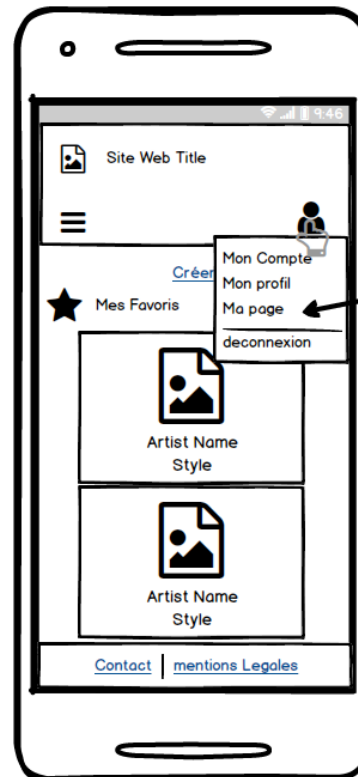 9:46
Site Web Title
Mon Compte
Mon profil
Ma page
deconnexion
Créer
Mes Favoris
Artist Name
Style
Artist Name
Style
Contact
mentions Legales